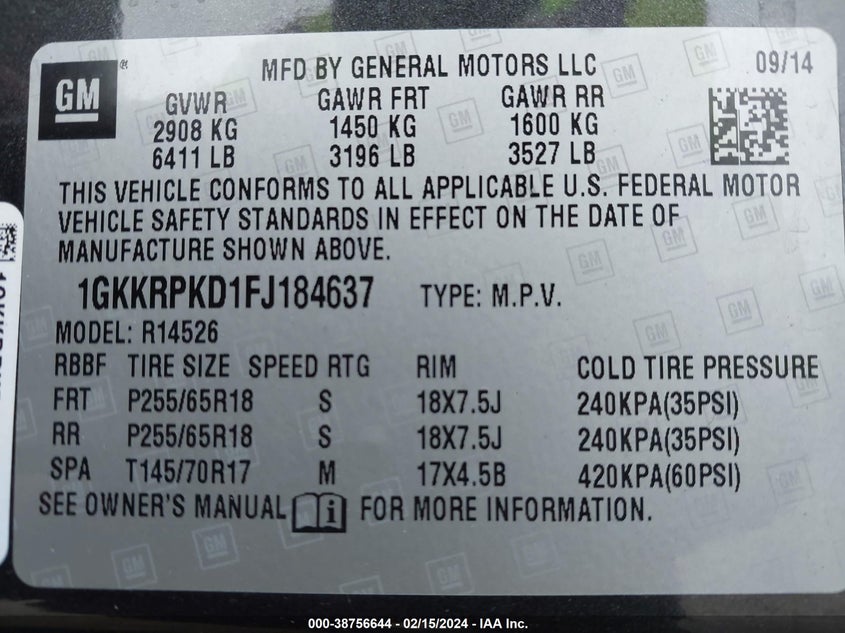 GM®
MFD BY GENERAL MOTORS LLC 09/14
GVWR GAWR FRT GAWR RR
2908 KG 1450 KG 1600 KG
6411 LB 3196 LB 3527 LB
THIS VEHICLE CONFORMS TO ALL APPLICABLE U.S. FEDERAL MOTOR
VEHICLE SAFETY STANDARDS IN EFFECT ON THE DATE OF
MANUFACTURE SHOWN ABOVE.
1GKKRPKD1FJ184637 TYPE: M.P.V.
MODEL: R14526
RBBF TIRE SIZE SPEED RTG RIM COLD TIRE PRESSURE
FRT P255/65R18 S 18X7.5J 240KPA(35PSI)
RR P255/65R18 S 18X7.5J 240KPA(35PSI)
SPA T145/70R17 M 17X4.5B 420KPA(60PSI)
SEE OWNER'S MANUAL i FOR MORE INFORMATION.
000-38756644 - 02/15/2024 - IAA Inc.